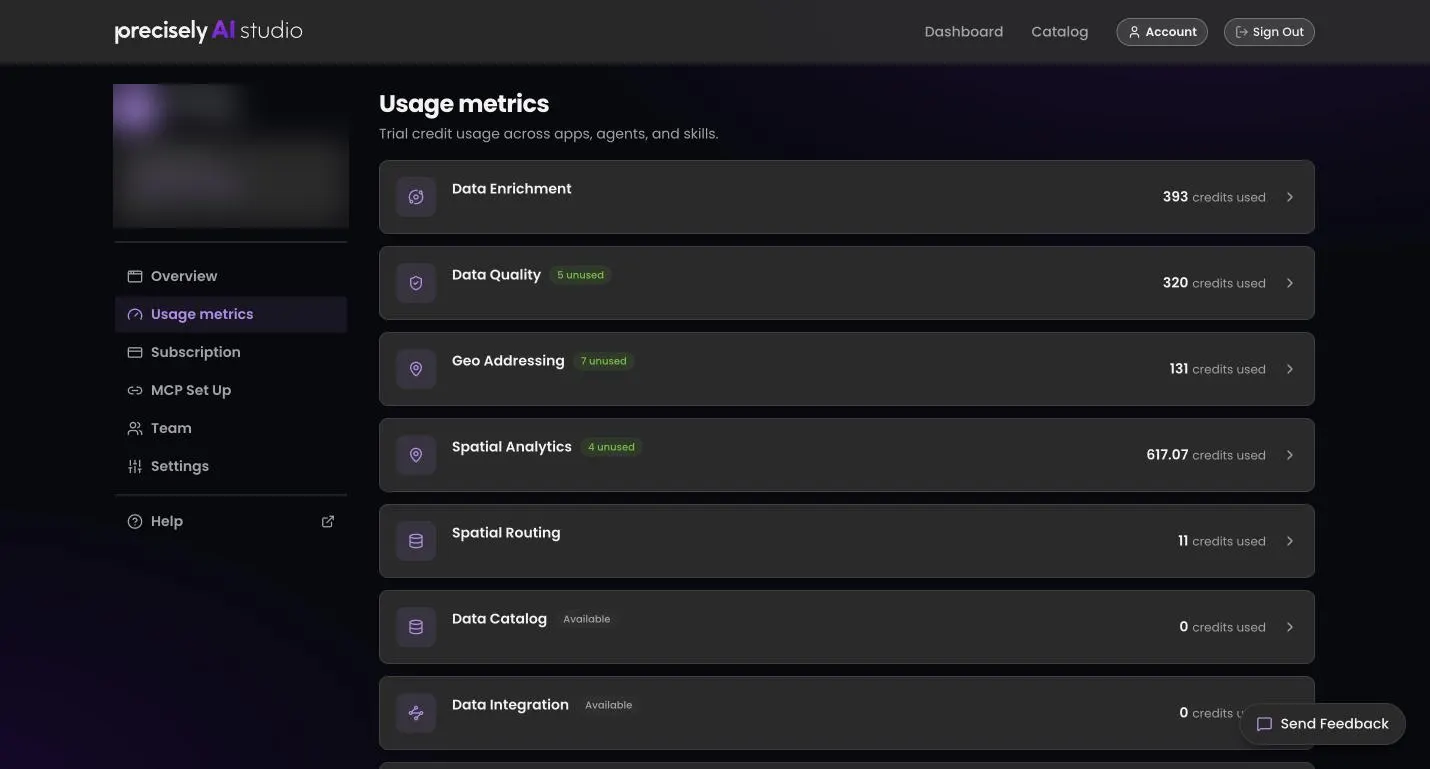 precisely AI studio
Dashboard
Catalog
Account
Sign Out
Overview
Usage metrics
Subscription
MCP Set Up
Team
Settings
Help
Usage metrics
Trial credit usage across apps, agents, and skills.
Data Enrichment
393 credits used
Data Quality 5 unused
320 credits used
Geo Addressing 7 unused
131 credits used
Spatial Analytics 4 unused
617.07 credits used
Spatial Routing
11 credits used
Data Catalog Available
0 credits used
Data Integration Available
0 credits
Send Feedback